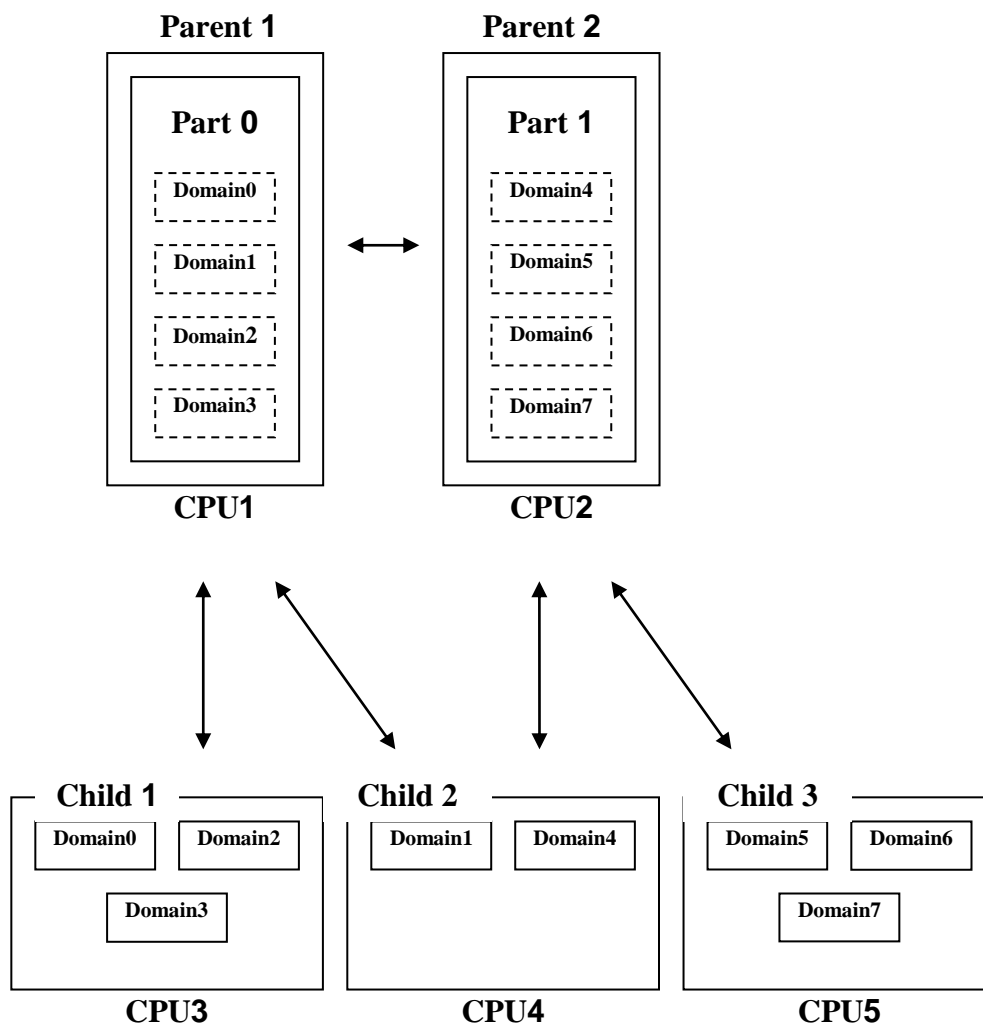 Parent 1
Parent 2
Part 0
Part 1
Domain0
Domain4
Domain1
Domain5
Domain2
Domain6
Domain3
Domain7
CPU1
CPU2
Child 1
Child 2
Child 3
Domain0
Domain2
Domain1
Domain4
Domain5
Domain6
Domain3
Domain7
CPU3
CPU4
CPU5